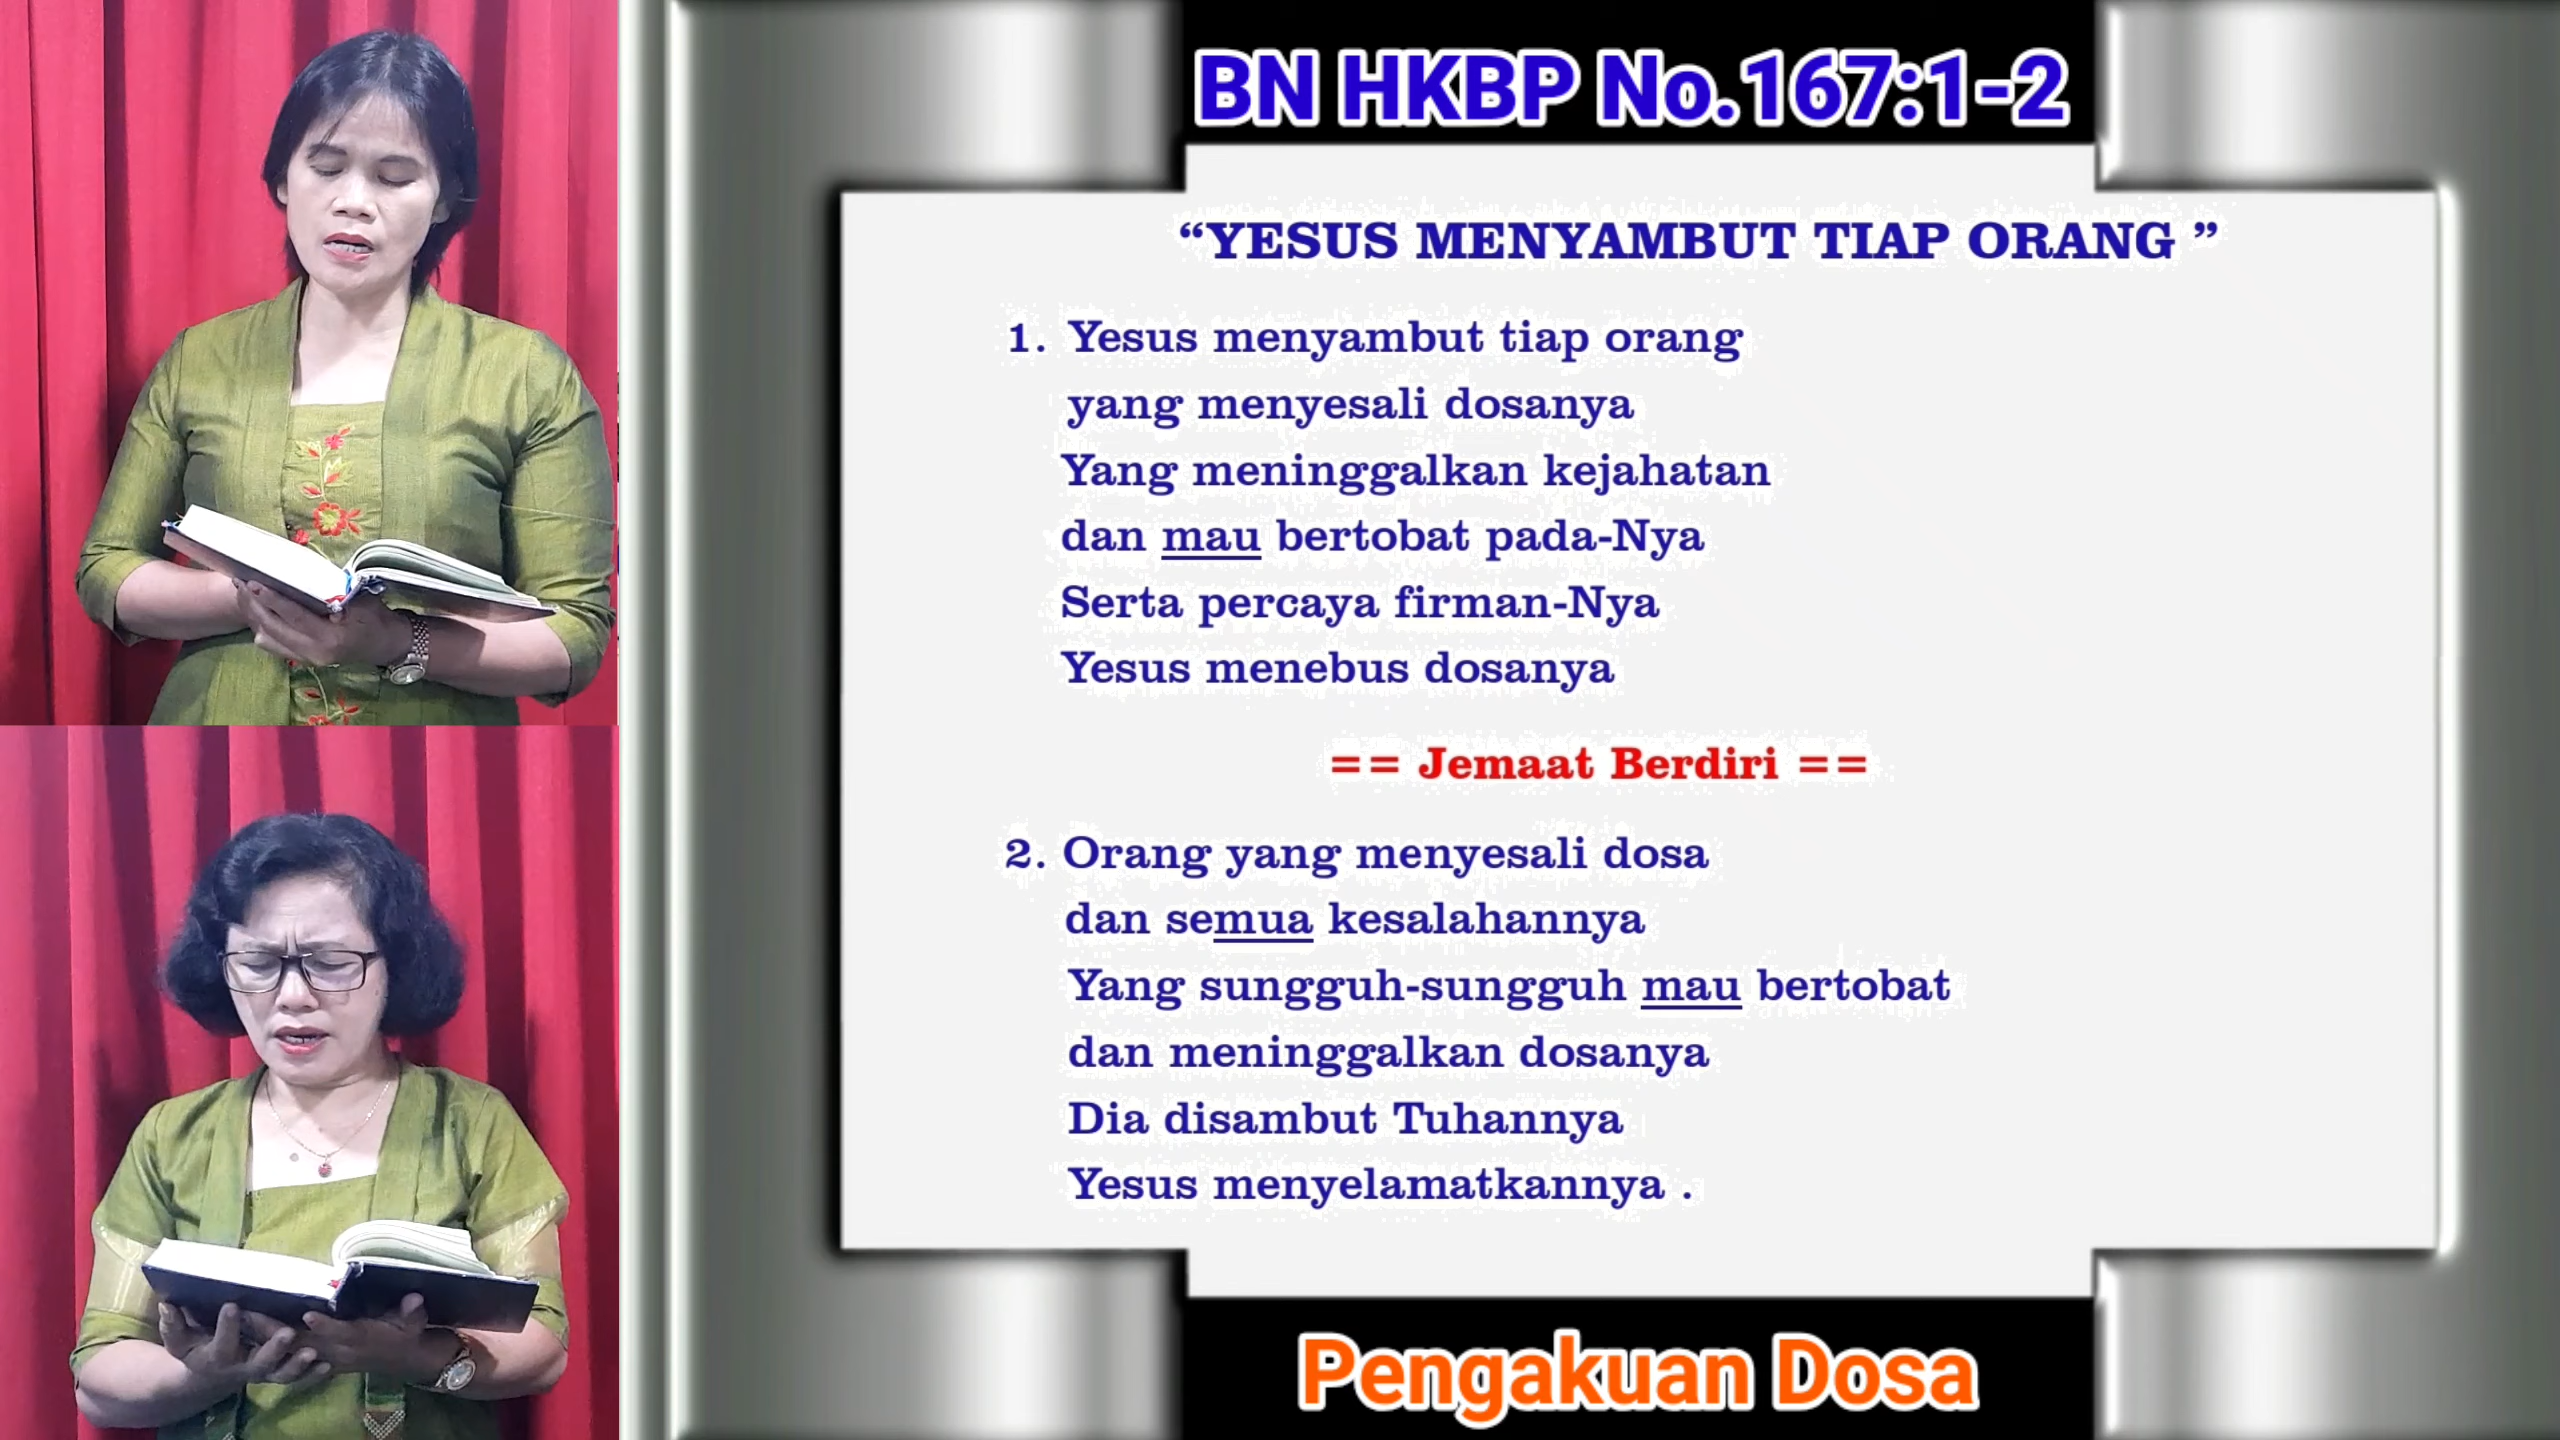 BN HKBP No.167:1-2
“YESUS MENYAMBUT TIAP ORANG ”
1. Yesus menyambut tiap orang
yang menyesali dosanya
Yang meninggalkan kejahatan
dan mau bertobat pada-Nya
Serta percaya firman-Nya
Yesus menebus dosanya
== Jemaat Berdiri ==
2. Orang yang menyesali dosa
dan semua kesalahannya
Yang sungguh-sungguh mau bertobat
dan meninggalkan dosanya
Dia disambut Tuhannya
Yesus menyelamatkannya .
Pengakuan Dosa